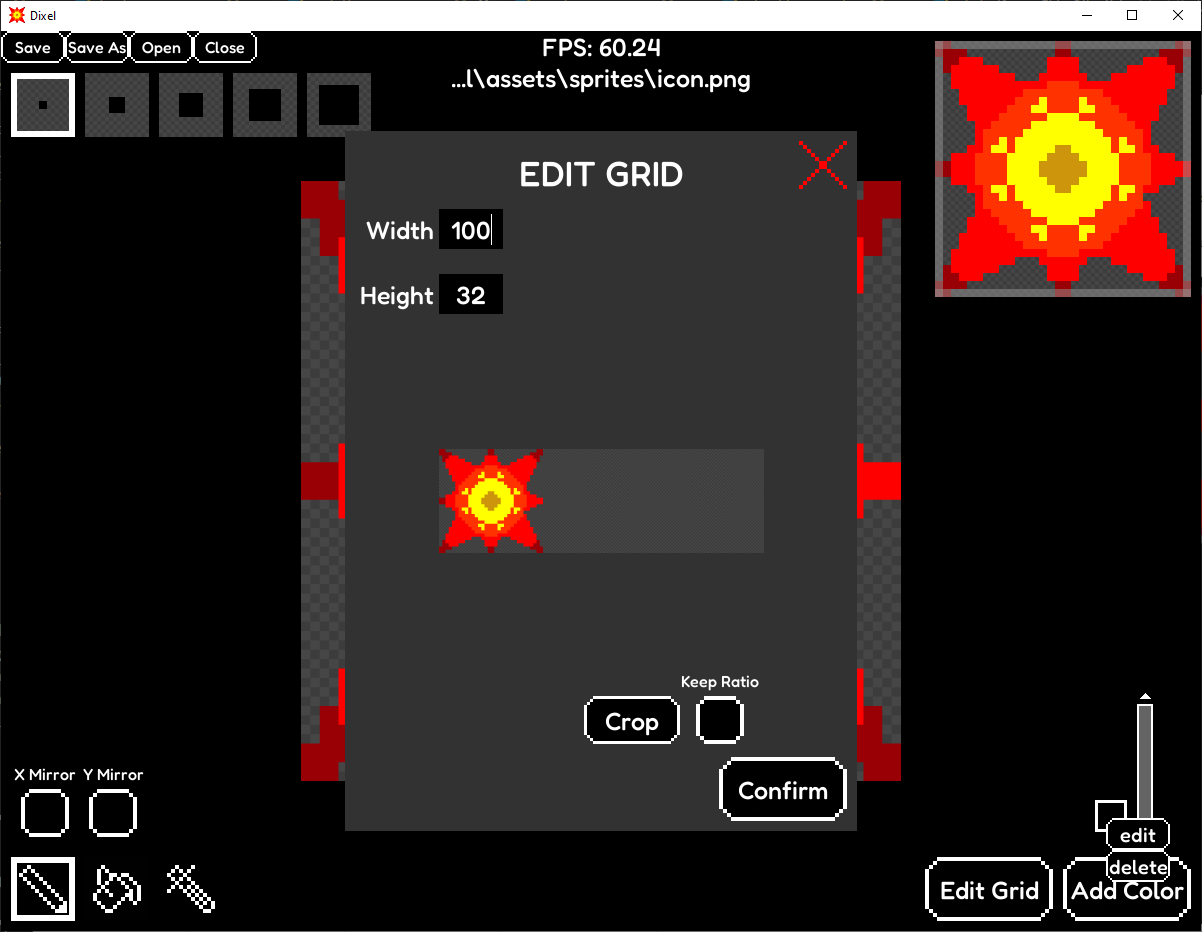 Dixel
Save Save As Open Close
FPS: 60.24
...l\assets\sprites\icon.png
EDIT GRID
Width 100
Height 32
Keep Ratio
Crop
Confirm
X Mirror Y Mirror
edit
delete
Edit Grid Add Color